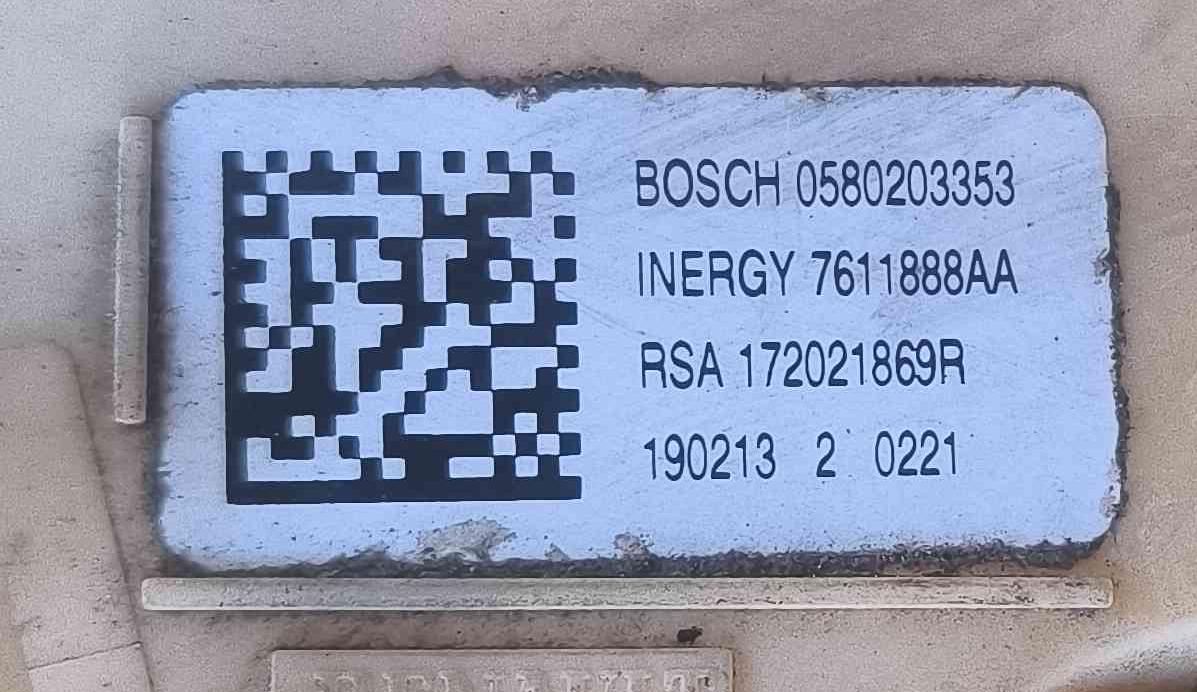 BOSCH 0580203353
INERGY 7611888AA
RSA 172021869R
190213 2 0221